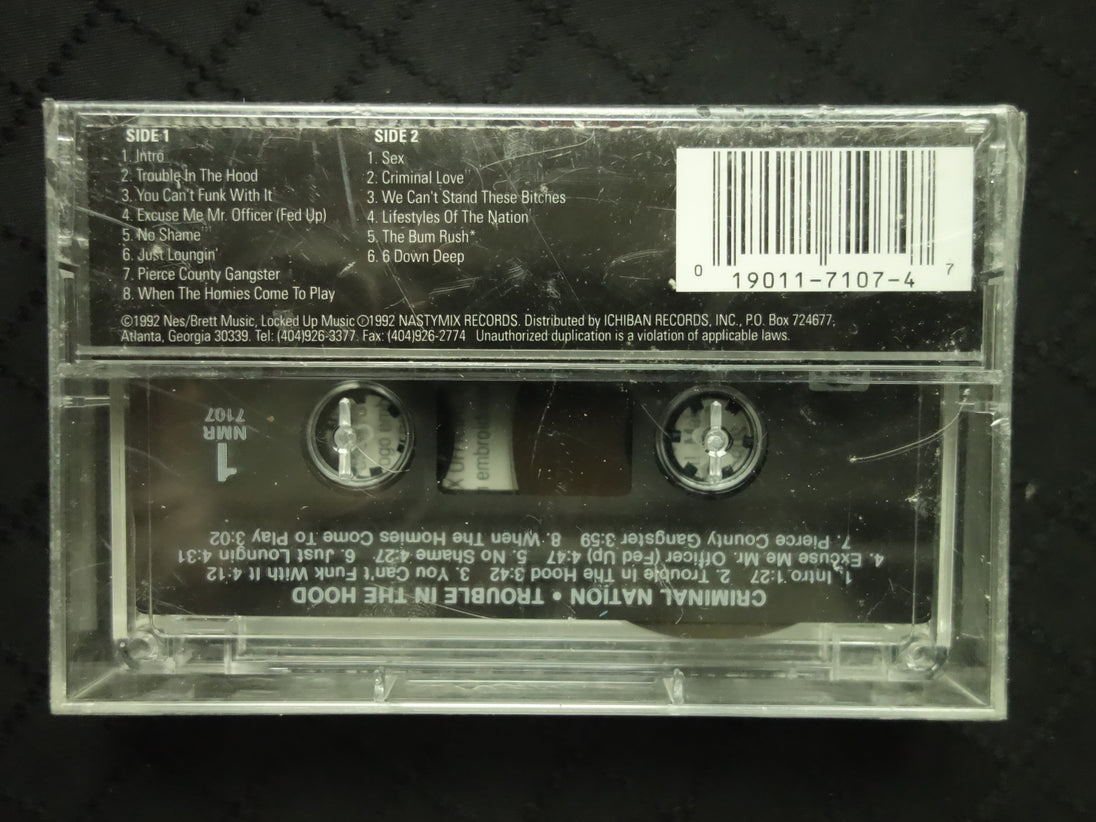 SIDE 1
1. Intro
2. Trouble In The Hood
3. You Can't Funk With It
4. Excuse Me Mr. Officer (Fed Up)
5. No Shame
6. Just Loungin'
7. Pierce County Gangster
8. When The Homies Come To Play
SIDE 2
1. Sex
2. Criminal Love
3. We Can't Stand These Bitches
4. Lifestyles Of The Nation
5. The Bum Rush*
6. 6 Down Deep
0 19011-7107-4 7
©1992 Nes/Brett Music, Locked Up Music ℗1992 NASTYMIX RECORDS. Distributed by ICHIBAN RECORDS, INC., P.O. Box 724677,
Atlanta, Georgia 30339. Tel: (404)926-3377. Fax: (404)926-2774 Unauthorized duplication is a violation of applicable laws.
CRIMINAL NATION • TROUBLE IN THE HOOD
1. Intro 1:27 2. Trouble In The Hood 3:42 3. You Can't Funk With It 4:12
4. Excuse Me Mr. Officer (Fed Up) 4:47 5. No Shame 4:27 6. Just Loungin 4:31
7. Pierce County Gangster 3:59 8. When The Homies Come To Play 3:02
1
NMR
7107
embroi